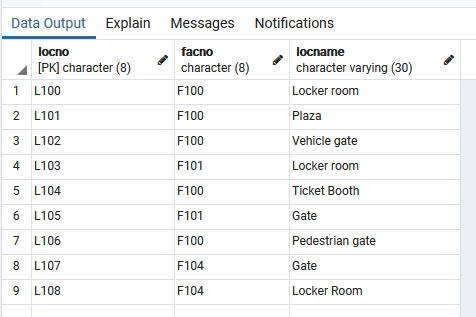 Data Output Explain Messages Notifications
locno facno locname
[PK] character (8) character (8) character varying (30)
1 L100 F100 Locker room
2 L101 F100 Plaza
3 L102 F100 Vehicle gate
4 L103 F101 Locker room
5 L104 F100 Ticket Booth
6 L105 F101 Gate
7 L106 F100 Pedestrian gate
8 L107 F104 Gate
9 L108 F104 Locker Room